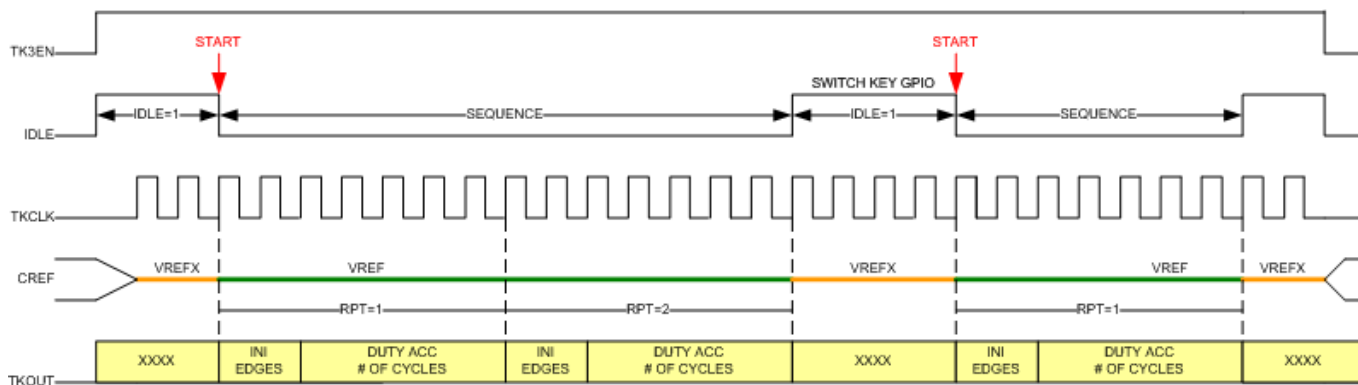 TK3EN
START
START
SWITCH KEY GPIO
IDLE
IDLE=1
SEQUENCE
IDLE=1
SEQUENCE
TKCLK
CREF
VREFX
VREF
VREFX
VREF
VREFX
RPT=1
RPT=2
RPT=1
TKOUT
XXXX
INI
EDGES
DUTY ACC
# OF CYCLES
INI
EDGES
DUTY ACC
# OF CYCLES
XXXX
INI
EDGES
DUTY ACC
# OF CYCLES
XXXX